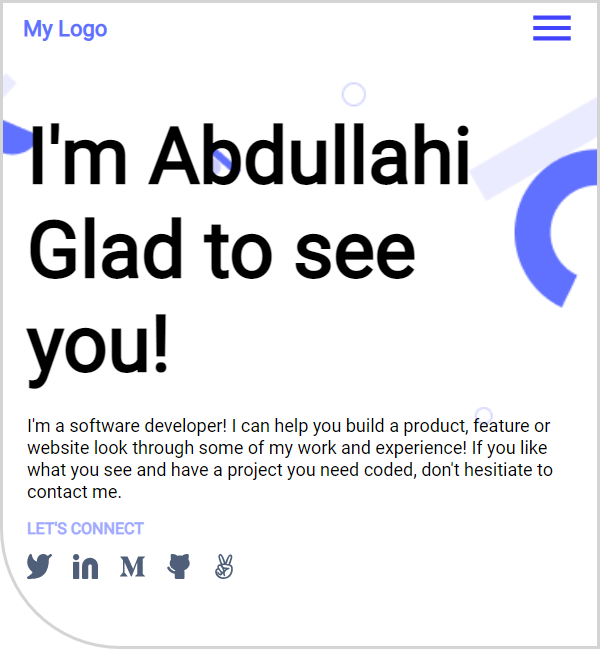 My Logo
I'm Abdullahi
Glad to see
you!
I'm a software developer! I can help you build a product, feature or
website look through some of my work and experience! If you like
what you see and have a project you need coded, don't hesitiate to
contact me.
LET'S CONNECT